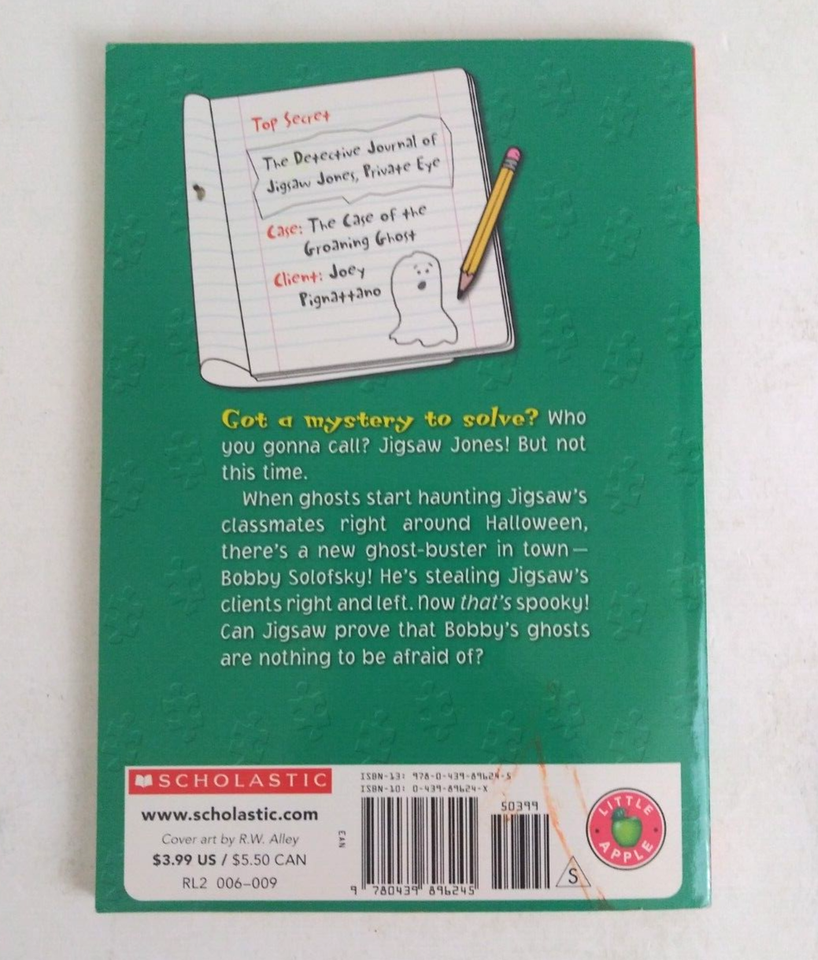 Top Secret
The Detective Journal of
Jigsaw Jones, Private Eye
Case: The Case of the
Groaning Ghost
Client: Joey
Pignattano
Got a mystery to solve? Who
you gonna call? Jigsaw Jones! But not
this time.
When ghosts start haunting Jigsaw's
classmates right around Halloween,
there's a new ghost-buster in town—
Bobby Solofsky! He's stealing Jigsaw's
clients right and left. Now that's spooky!
Can Jigsaw prove that Bobby's ghosts
are nothing to be afraid of?
SCHOLASTIC
www.scholastic.com
Cover art by R.W. Alley
$3.99 US / $5.50 CAN
RL2 006-009
EAN
ISBN-13: 978-0-439-89624-5
ISBN-10: 0-439-89624-X
50399
9 780439 896245
S
LITTLE
APPLE